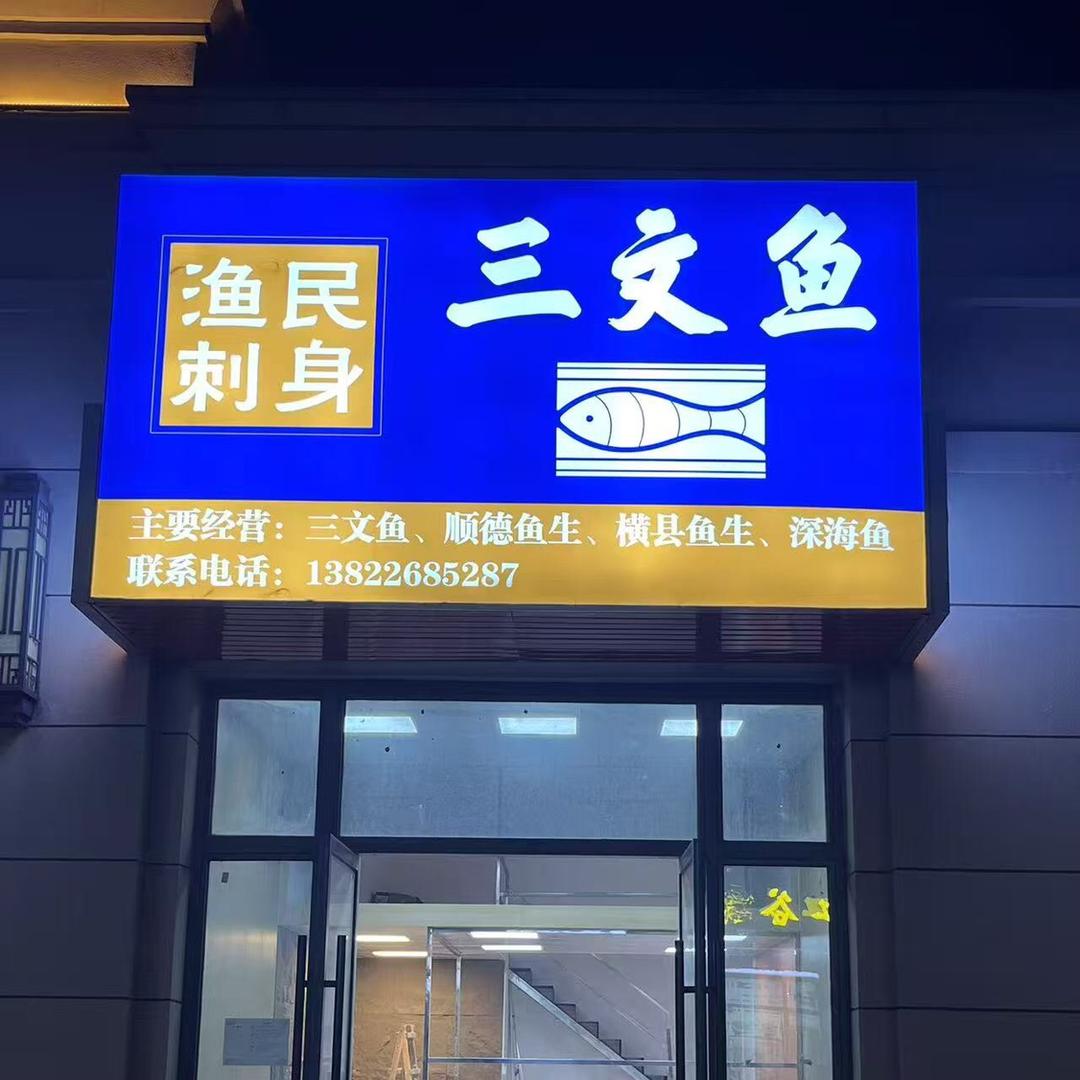 渔民
刺身
三文鱼
主要经营：三文鱼、顺德鱼生、横县鱼生、深海鱼
联系电话：13822685287